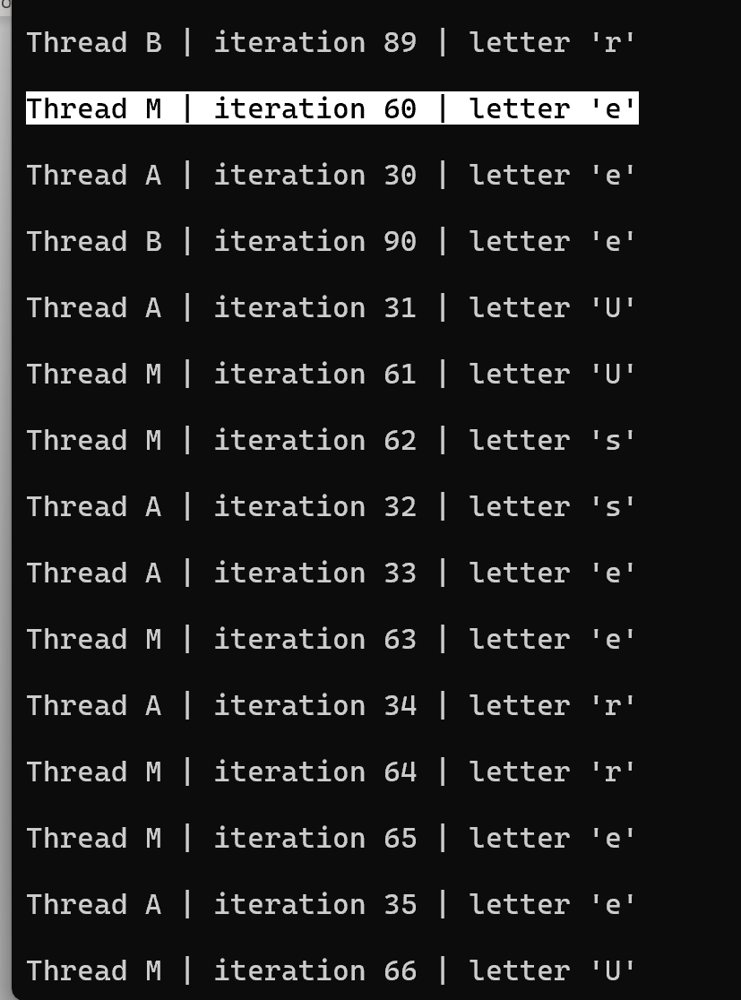 Thread B | iteration 89 | letter 'r'
Thread M | iteration 60 | letter 'e'
Thread A | iteration 30 | letter 'e'
Thread B | iteration 90 | letter 'e'
Thread A | iteration 31 | letter 'U'
Thread M | iteration 61 | letter 'U'
Thread M | iteration 62 | letter 's'
Thread A | iteration 32 | letter 's'
Thread A | iteration 33 | letter 'e'
Thread M | iteration 63 | letter 'e'
Thread A | iteration 34 | letter 'r'
Thread M | iteration 64 | letter 'r'
Thread M | iteration 65 | letter 'e'
Thread A | iteration 35 | letter 'e'
Thread M | iteration 66 | letter 'U'